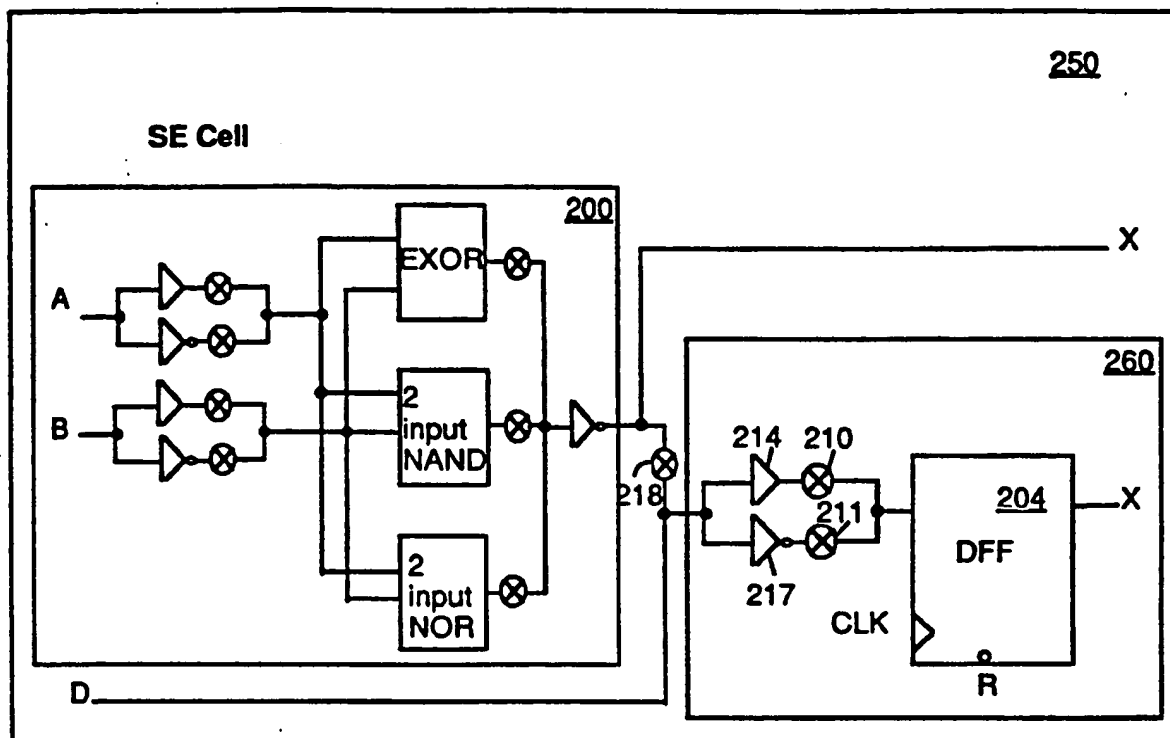 250
SE Cell
200
EXOR
X
A
260
B
2
input
NAND
214
210
218
204
X
211
DFF
217
2
input
NOR
CLK
R
D